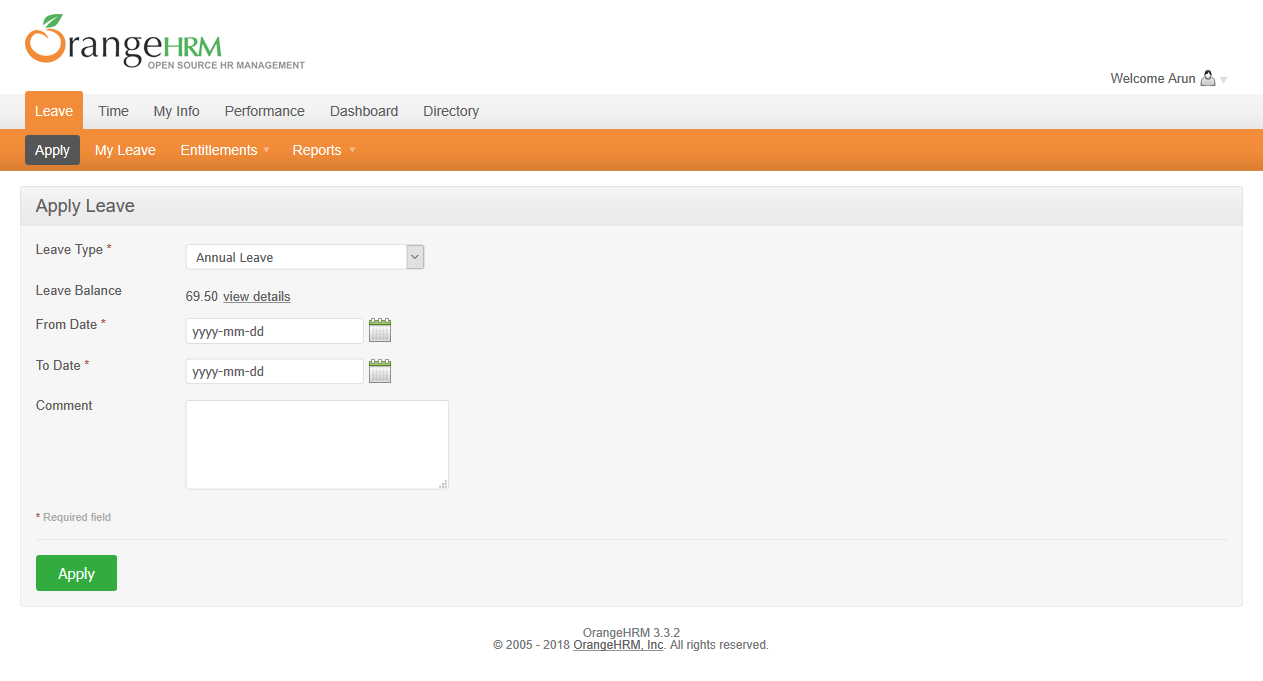 OrangeHRM
OPEN SOURCE HR MANAGEMENT
Welcome Arun
Leave Time My Info Performance Dashboard Directory
Apply My Leave Entitlements Reports
Apply Leave
Leave Type *
Annual Leave
Leave Balance
69.50 view details
From Date *
yyyy-mm-dd
To Date *
yyyy-mm-dd
Comment
* Required field
Apply
OrangeHRM 3.3.2
© 2005 - 2018 OrangeHRM, Inc. All rights reserved.